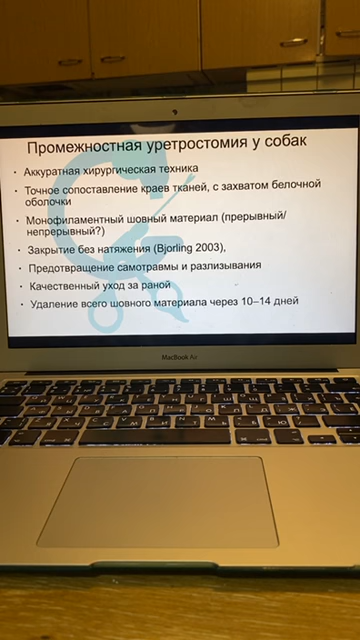 Промежностная уретростомия у собак
· Аккуратная хирургическая техника
· Точное сопоставление краев тканей, с захватом белочной
оболочки
· Монофиламентный шовный материал (прерывный/
непрерывный?)
· Закрытие без натяжения (Bjorling 2003),
· Предотвращение самотравмы и разлизывания
· Качественный уход за раной
· Удаление всего шовного материала через 10–14 дней
MacBook Air